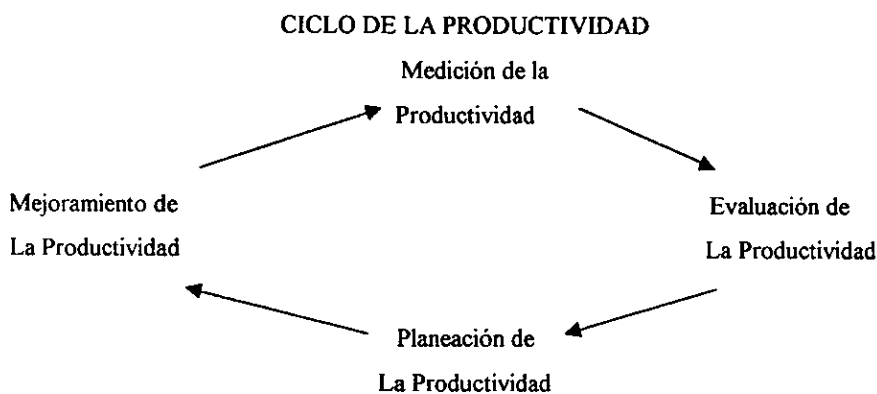 CICLO DE LA PRODUCTIVIDAD
Medición de la
Productividad
Evaluación de
La Productividad
Planeación de
La Productividad
Mejoramiento de
La Productividad